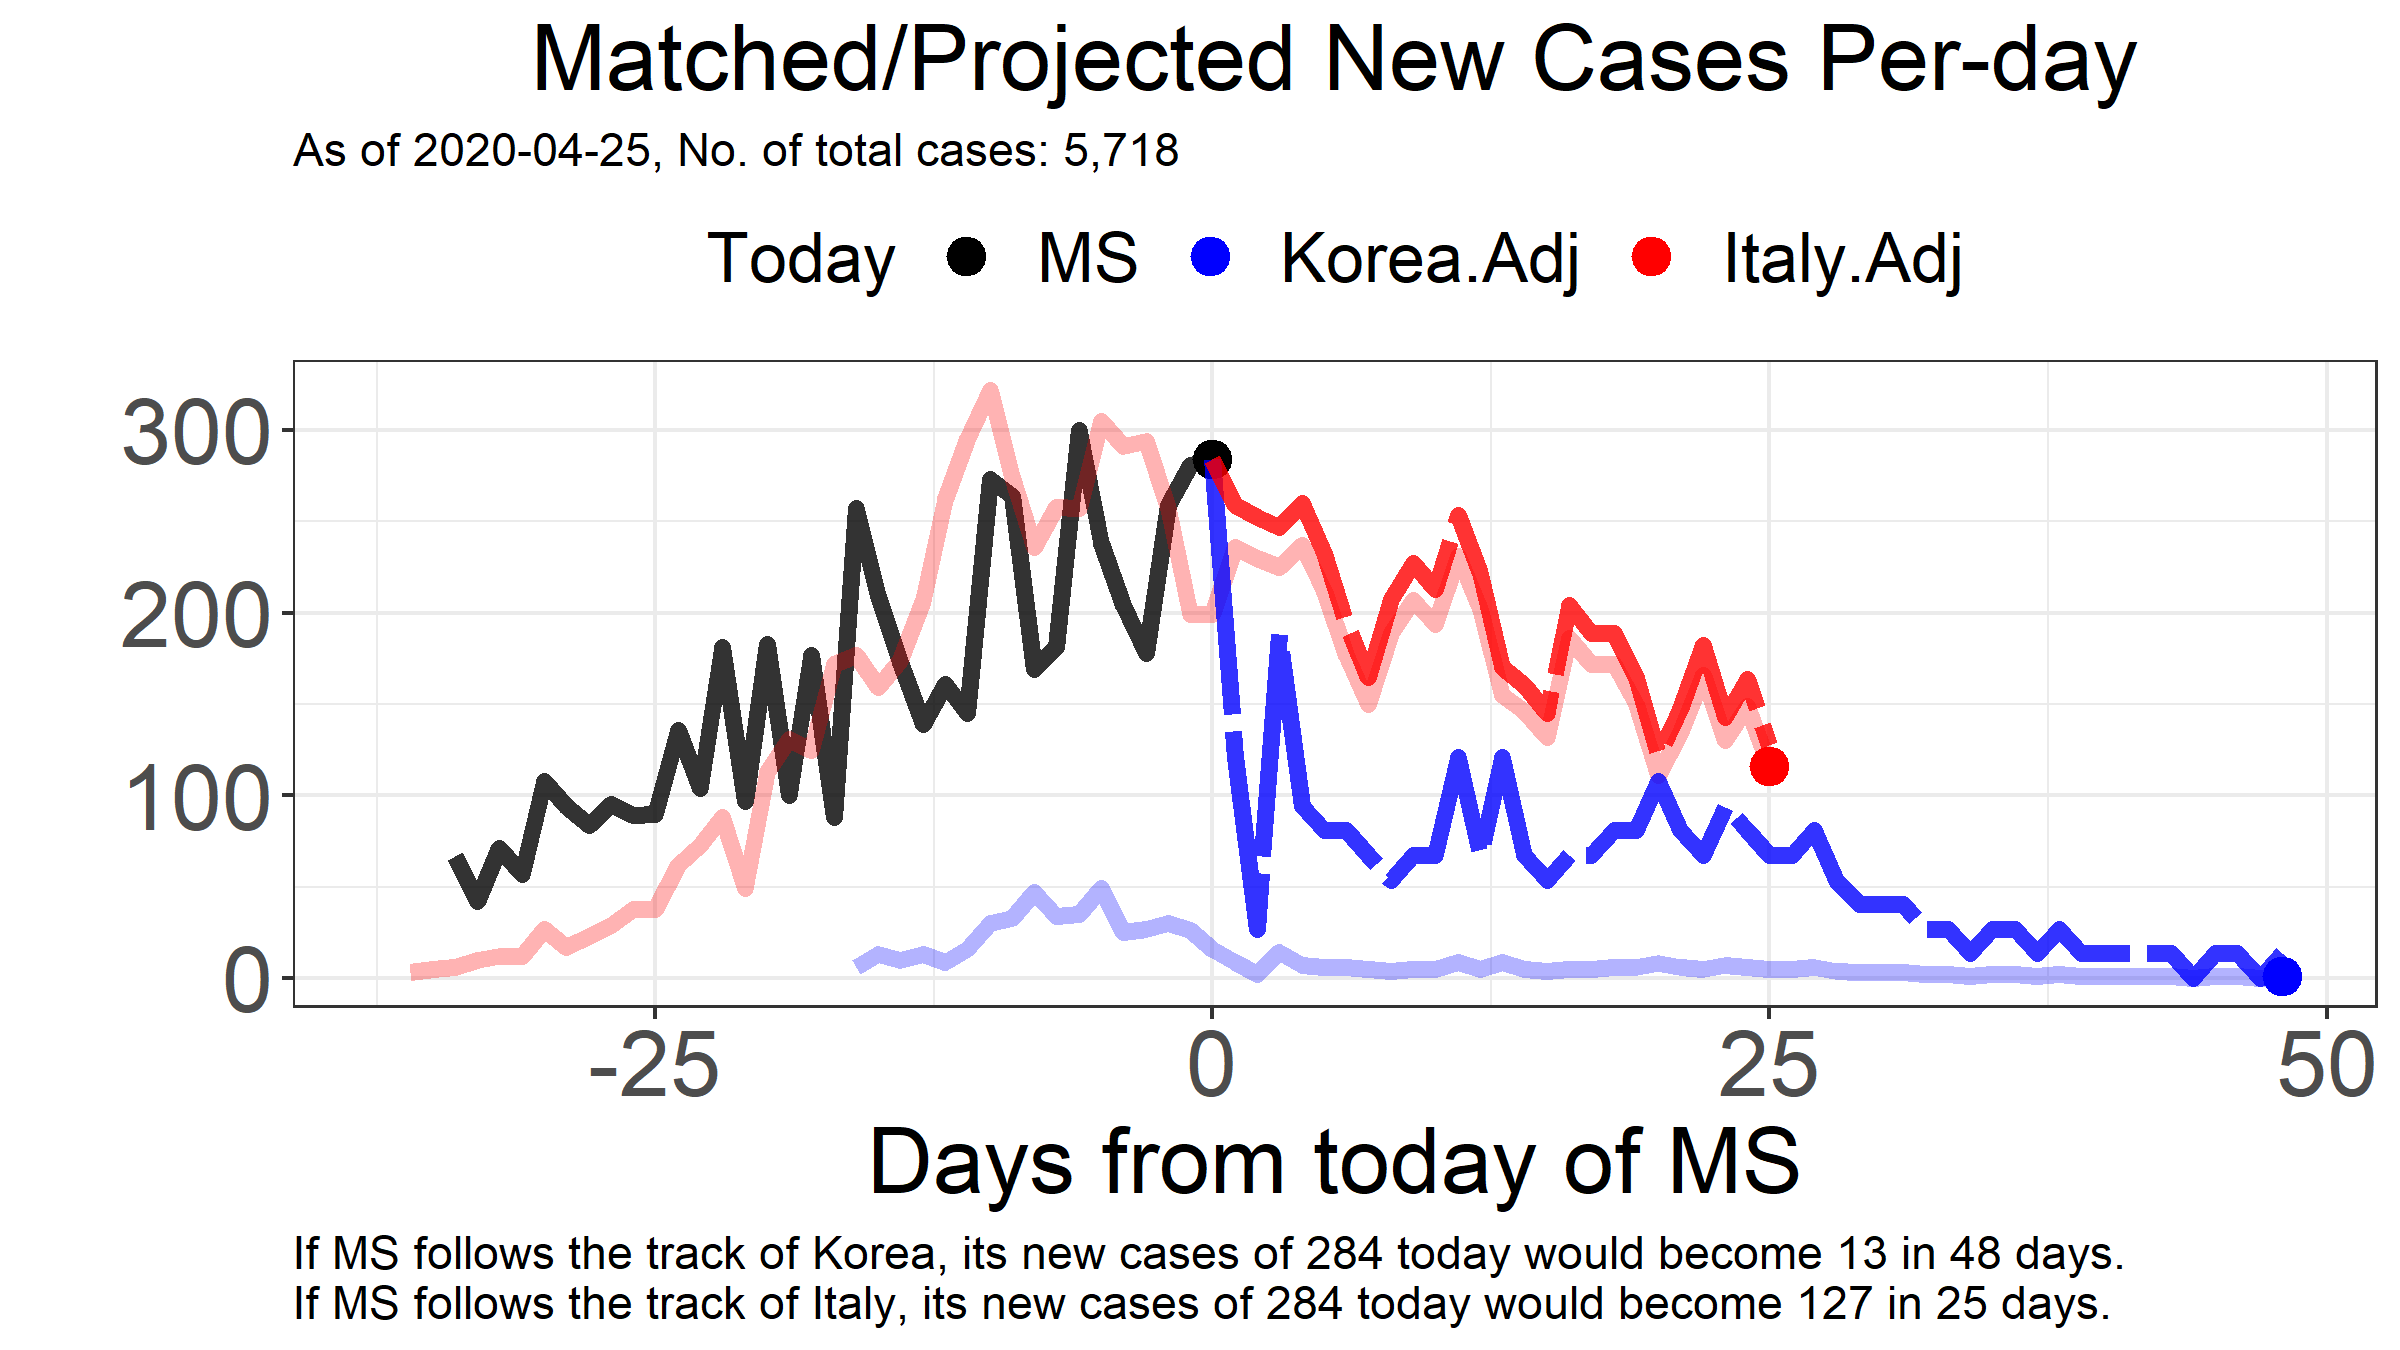 Matched/Projected New Cases Per-day
As of 2020-04-25, No. of total cases: 5,718
Today MS Korea.Adj Italy.Adj
300
200
100
0
-25 0 25 50
Days from today of MS
If MS follows the track of Korea, its new cases of 284 today would become 13 in 48 days.
If MS follows the track of Italy, its new cases of 284 today would become 127 in 25 days.